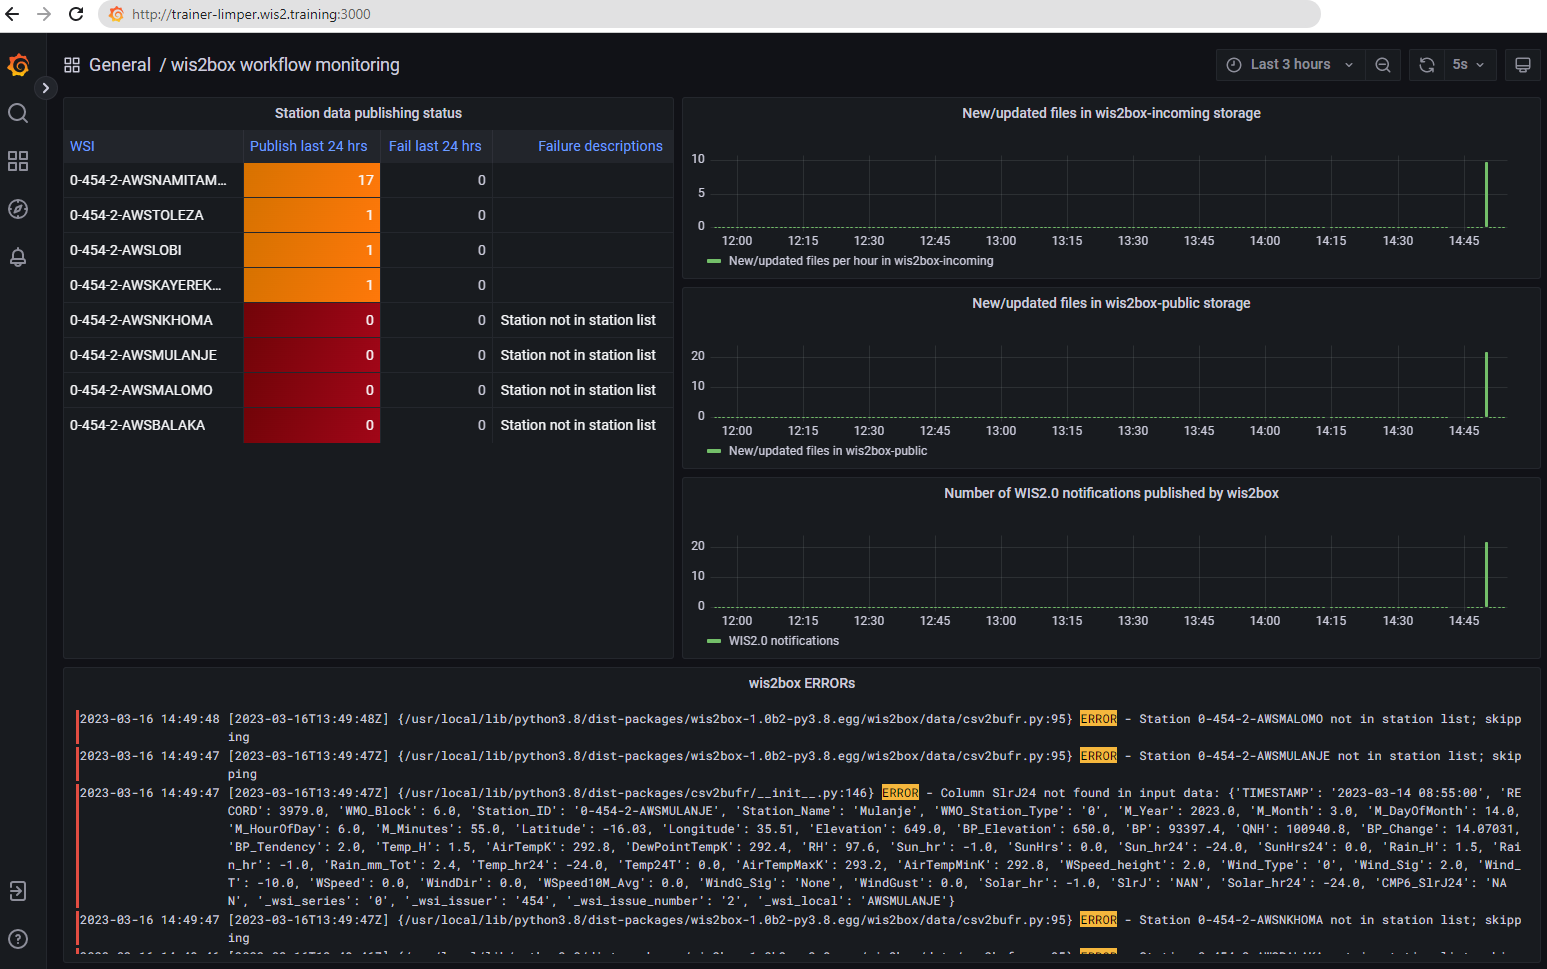 http://trainer-limper.wis2.training:3000
General / wis2box workflow monitoring
Last 3 hours
5s
Station data publishing status
WSI Publish last 24 hrs Fail last 24 hrs Failure descriptions
0-454-2-AWSNAMITAM... 17 0
0-454-2-AWSTOLEZA 1 0
0-454-2-AWSLOBI 1 0
0-454-2-AWSKAYEREK... 1 0
0-454-2-AWSNKHOMA 0 0 Station not in station list
0-454-2-AWSMULANJE 0 0 Station not in station list
0-454-2-AWSMALOMO 0 0 Station not in station list
0-454-2-AWSBALAKA 0 0 Station not in station list
New/updated files in wis2box-incoming storage
10
5
0
12:00 12:15 12:30 12:45 13:00 13:15 13:30 13:45 14:00 14:15 14:30 14:45
New/updated files per hour in wis2box-incoming
New/updated files in wis2box-public storage
20
10
0
12:00 12:15 12:30 12:45 13:00 13:15 13:30 13:45 14:00 14:15 14:30 14:45
New/updated files in wis2box-public
Number of WIS2.0 notifications published by wis2box
20
10
0
12:00 12:15 12:30 12:45 13:00 13:15 13:30 13:45 14:00 14:15 14:30 14:45
WIS2.0 notifications
wis2box ERRORs
2023-03-16 14:49:48 [2023-03-16T13:49:48Z] {/usr/local/lib/python3.8/dist-packages/wis2box-1.0b2-py3.8.egg/wis2box/data/csv2bufr.py:95} ERROR - Station 0-454-2-AWSMALOMO not in station list; skipp
ing
2023-03-16 14:49:47 [2023-03-16T13:49:47Z] {/usr/local/lib/python3.8/dist-packages/wis2box-1.0b2-py3.8.egg/wis2box/data/csv2bufr.py:95} ERROR - Station 0-454-2-AWSMULANJE not in station list; skip
ping
2023-03-16 14:49:47 [2023-03-16T13:49:47Z] {/usr/local/lib/python3.8/dist-packages/csv2bufr/__init__.py:146} ERROR - Column SlrJ24 not found in input data: {'TIMESTAMP': '2023-03-14 08:55:00', 'RE
CORD': 3979.0, 'WMO_Block': 6.0, 'Station_ID': '0-454-2-AWSMULANJE', 'Station_Name': 'Mulanje', 'WMO_Station_Type': '0', 'M_Year': 2023.0, 'M_Month': 3.0, 'M_DayOfMonth': 14.0,
'M_HourOfDay': 6.0, 'M_Minutes': 55.0, 'Latitude': -16.03, 'Longitude': 35.51, 'Elevation': 649.0, 'BP_Elevation': 650.0, 'BP': 93397.4, 'QNH': 100940.8, 'BP_Change': 14.07031,
'BP_Tendency': 2.0, 'Temp_H': 1.5, 'AirTempK': 292.8, 'DewPointTempK': 292.4, 'RH': 97.6, 'Sun_hr': -1.0, 'SunHrs': 0.0, 'Sun_hr24': -24.0, 'SunHrs24': 0.0, 'Rain_H': 1.5, 'Rai
n_hr': -1.0, 'Rain_mm_Tot': 2.4, 'Temp_hr24': -24.0, 'Temp24T': 0.0, 'AirTempMaxK': 293.2, 'AirTempMinK': 292.8, 'WSpeed_height': 2.0, 'Wind_Type': '0', 'Wind_Sig': 2.0, 'Wind_
T': -10.0, 'WSpeed': 0.0, 'WindDir': 0.0, 'WSpeed10M_Avg': 0.0, 'WindG_Sig': 'None', 'WindGust': 0.0, 'Solar_hr': -1.0, 'SlrJ': 'NAN', 'Solar_hr24': -24.0, 'CMP6_SlrJ24': 'NA
N', '_wsi_series': '0', '_wsi_issuer': '454', '_wsi_issue_number': '2', '_wsi_local': 'AWSMULANJE'}
2023-03-16 14:49:47 [2023-03-16T13:49:47Z] {/usr/local/lib/python3.8/dist-packages/wis2box-1.0b2-py3.8.egg/wis2box/data/csv2bufr.py:95} ERROR - Station 0-454-2-AWSNKHOMA not in station list; skipp
ing